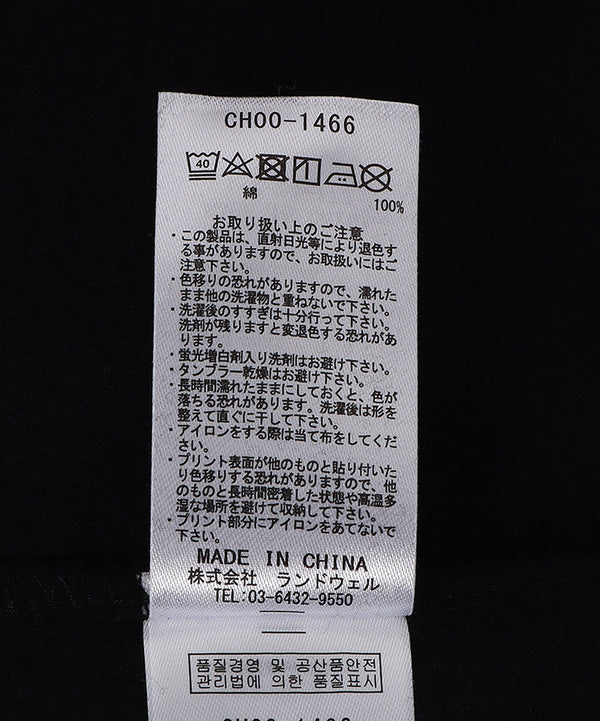 CH00-1466
40
綿
100%
お取り扱い上のご注意
・この製品は、直射日光等により退色す
る事がありますので、お取扱いにはご
注意下さい。
・色移りの恐れがありますので、濡れた
まま他の洗濯物と重ねないで下さい。
・洗濯後のすすぎは十分行って下さい。
洗剤が残りますと変退色する恐れがあ
ります。
・蛍光増白剤入り洗剤はお避け下さい。
・タンブラー乾燥はお避け下さい。
・長時間濡れたままにしておくと、色が
落ちる恐れがあります。洗濯後は形を
整えて直ぐに干して下さい。
・アイロンをする際は当て布をしてくだ
さい。
・プリント表面が他のものと貼り付いた
り色移りする恐れがありますので、他
のものと長時間密着した状態や高温多
湿な場所を避けて収納して下さい。
・プリント部分にアイロンをあてないで
下さい。
MADE IN CHINA
株式会社 ランドウェル
TEL:03-6432-9550
품질경영 및 공산품안전
관리법에 의한 품질표시
CH00-1466